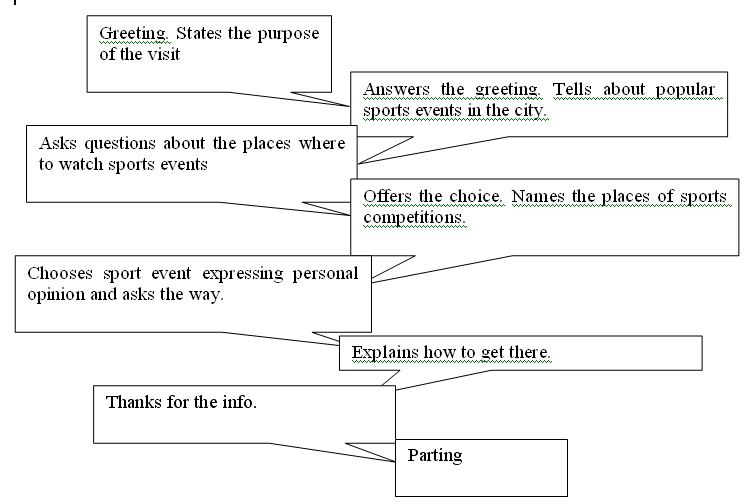 Greeting. States the purpose
of the visit
Answers the greeting. Tells about popular
sports events in the city.
Asks questions about the places where
to watch sports events
Offers the choice. Names the places of sports
competitions.
Chooses sport event expressing personal
opinion and asks the way.
Explains how to get there.
Thanks for the info.
Parting